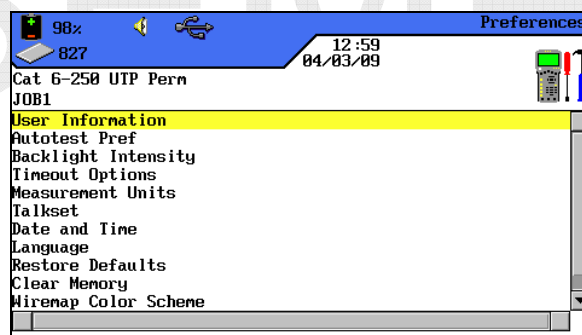 98%
Preferences
827
12:59
04/03/09
Cat 6-250 UTP Perm
JOB1
User Information
Autotest Pref
Backlight Intensity
Timeout Options
Measurement Units
Talkset
Date and Time
Language
Restore Defaults
Clear Memory
Wiremap Color Scheme